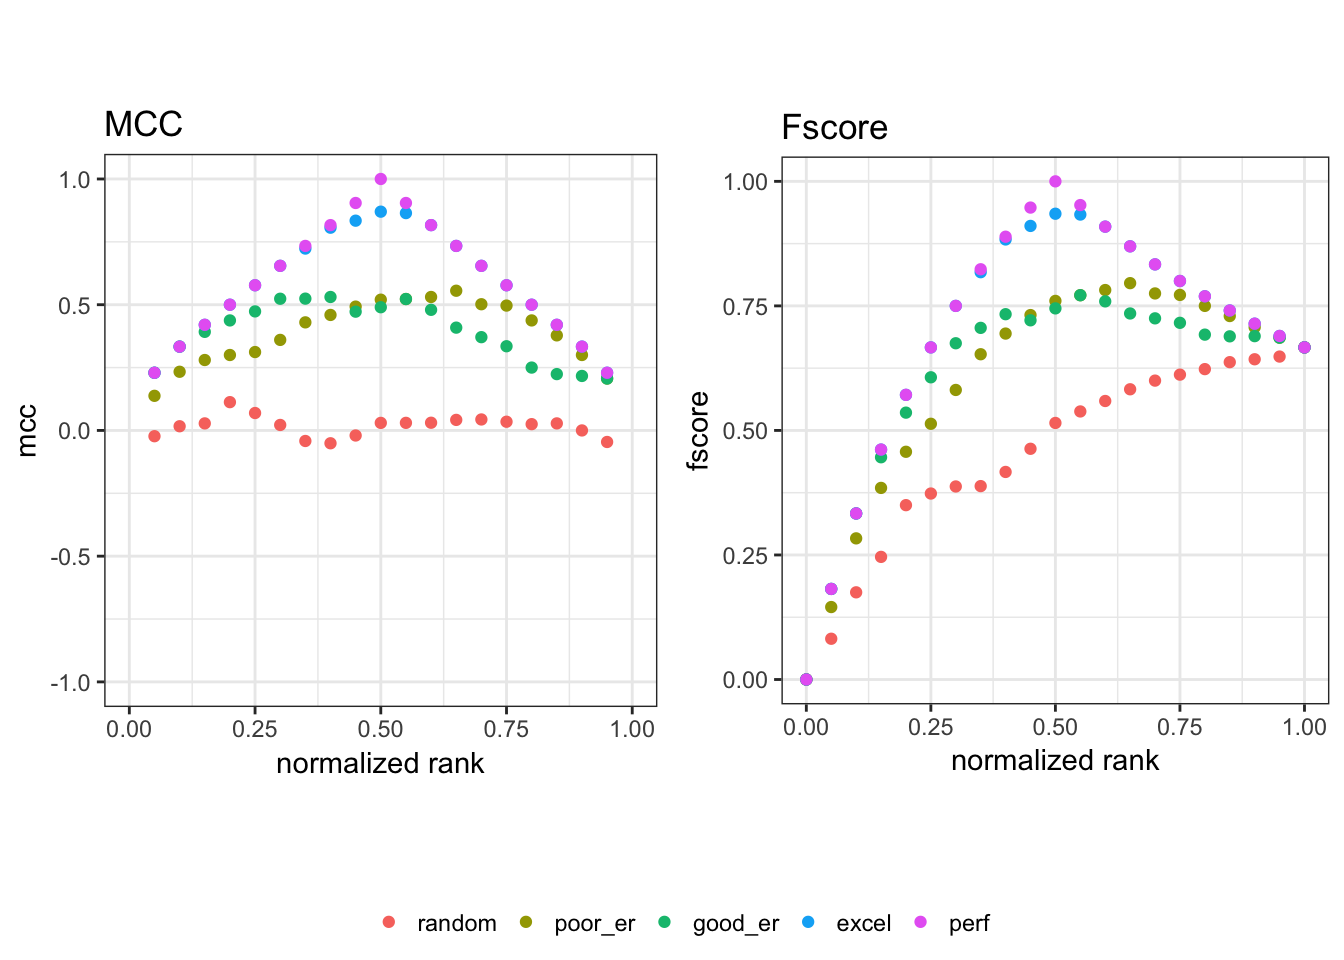 MCC
1.0
0.5
0.0
-0.5
-1.0
mcc
0.00 0.25 0.50 0.75 1.00
normalized rank
Fscore
1.00
0.75
0.50
0.25
0.00
fscore
0.00 0.25 0.50 0.75 1.00
normalized rank
random poor_er good_er excel perf